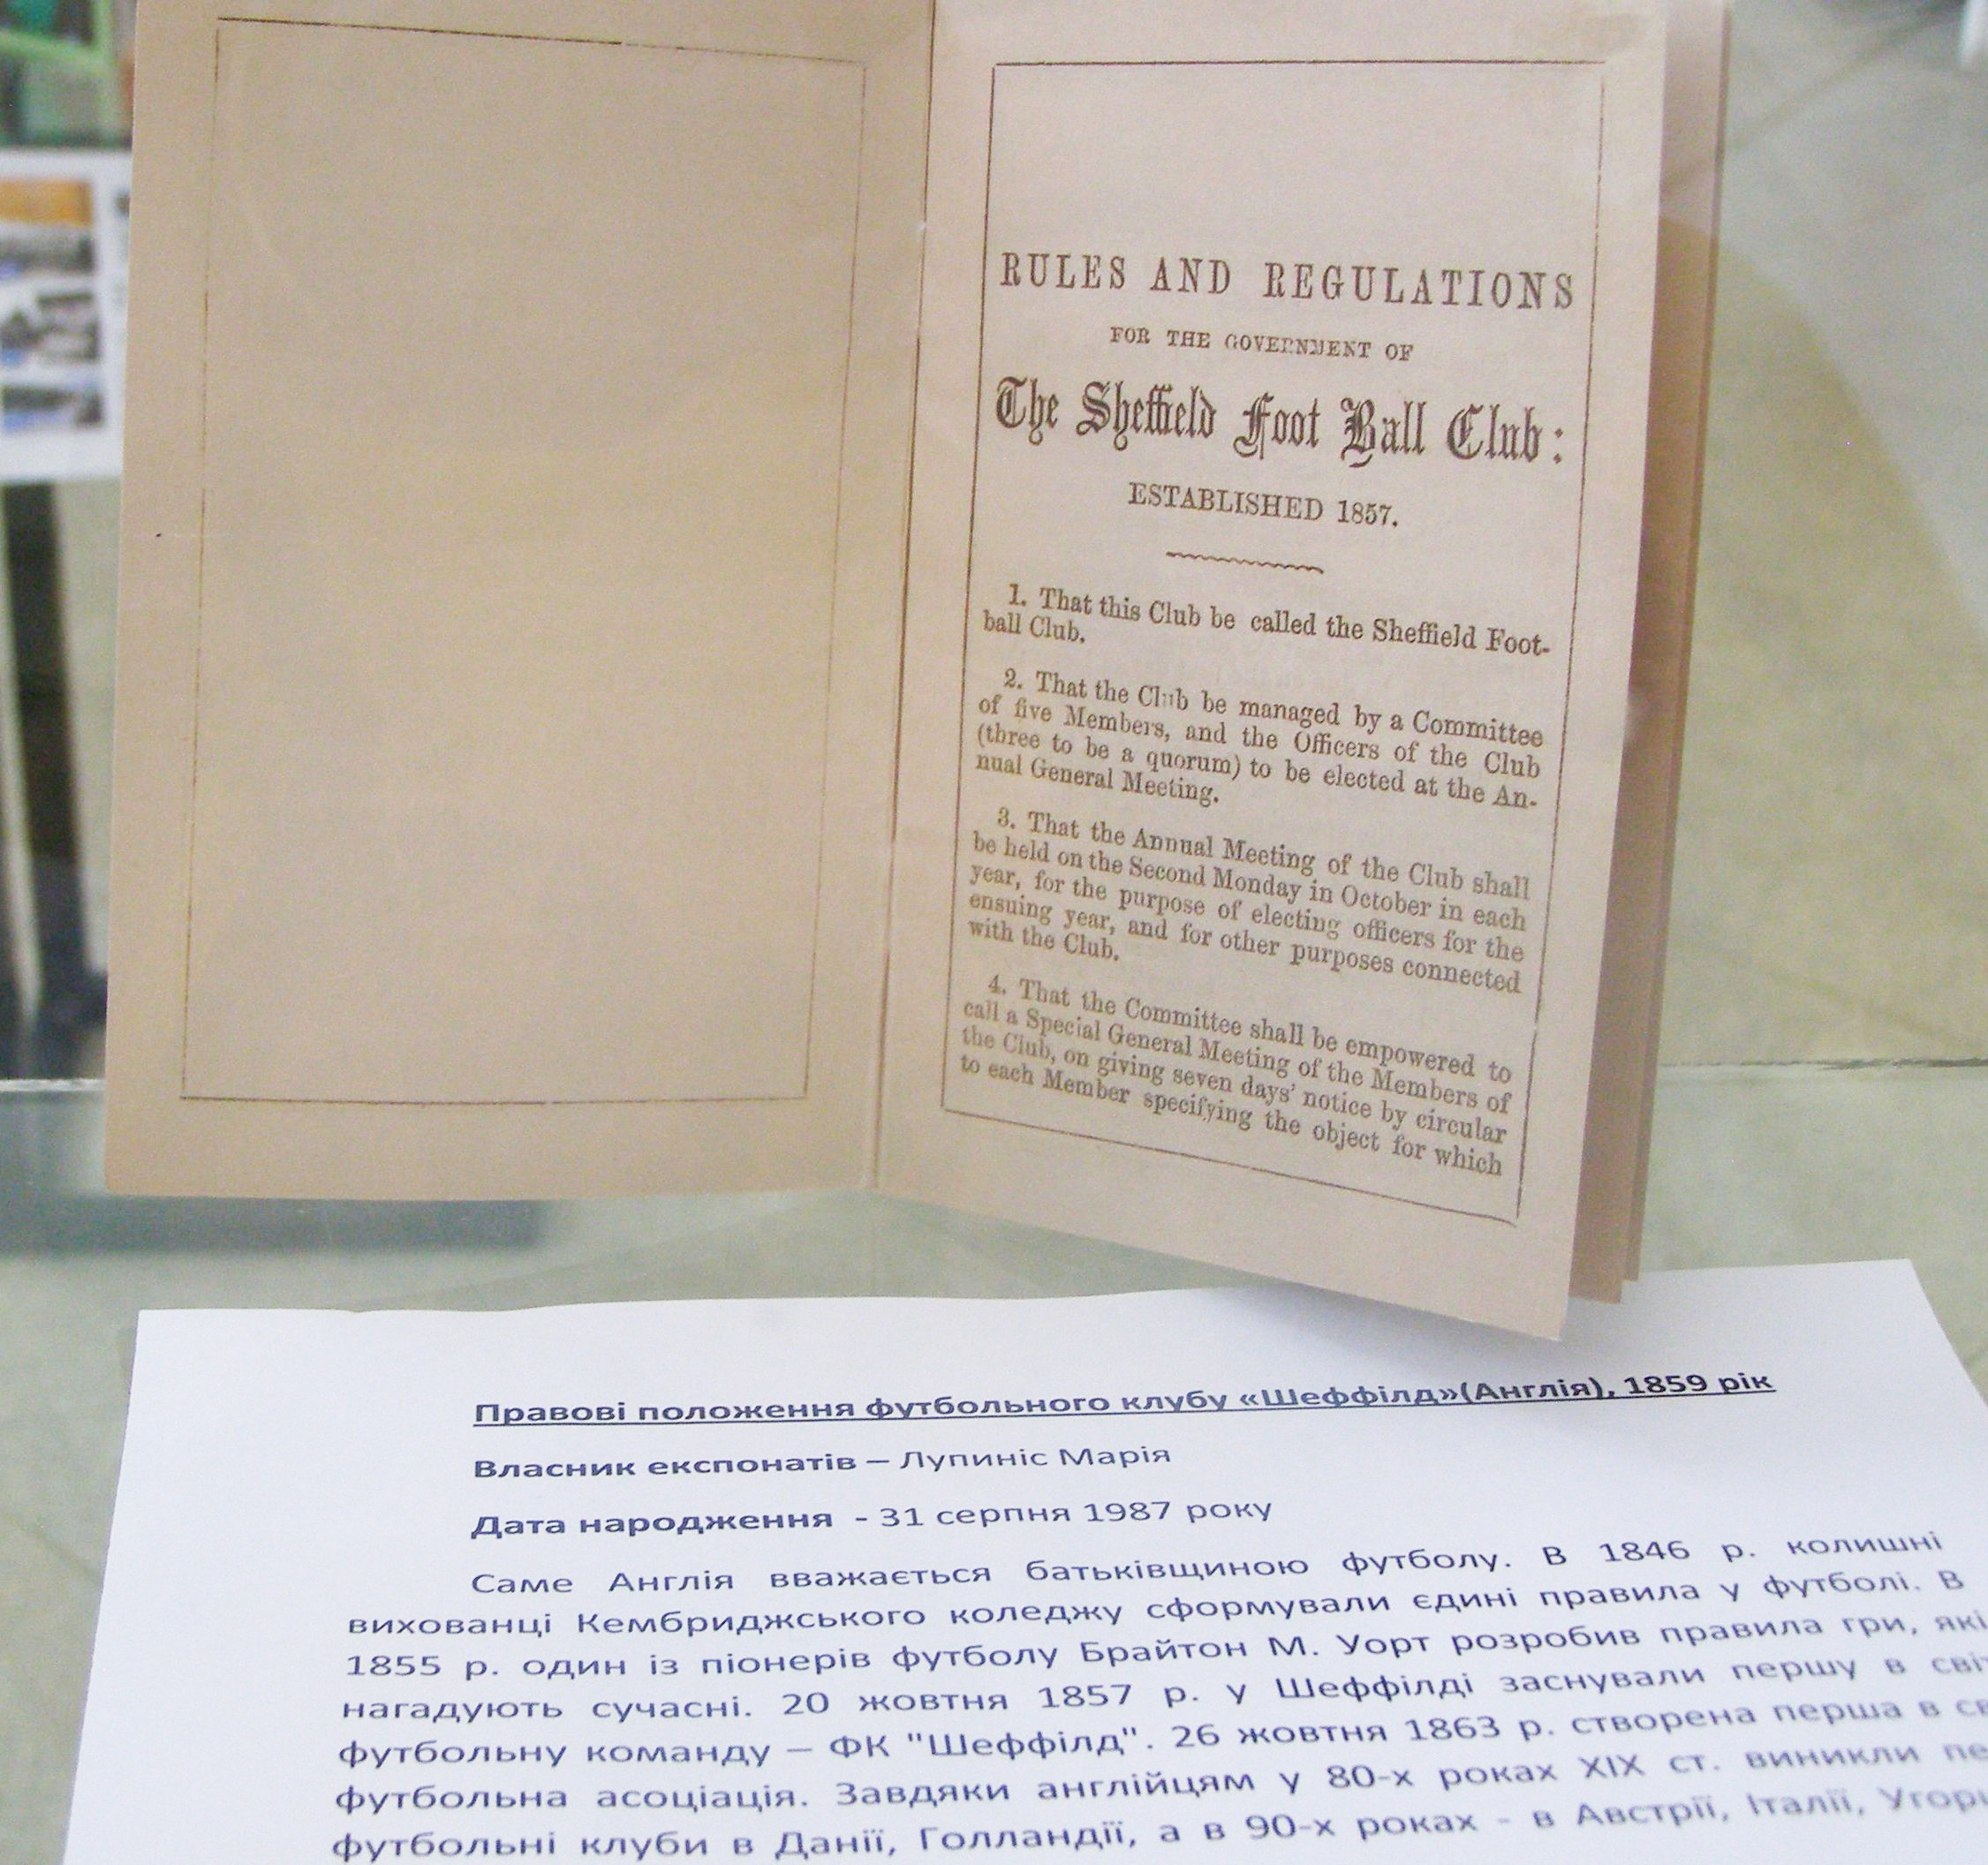 RULES AND REGULATIONS
FOR THE GOVERNMENT OF
The Sheffield Foot Ball Club:
ESTABLISHED 1857.
1. That this Club be called the Sheffield Foot-
ball Club.
2. That the Club be managed by a Committee
of five Members, and the Officers of the Club
(three to be a quorum) to be elected at the An-
nual General Meeting.
3. That the Annual Meeting of the Club shall
be held on the Second Monday in October in each
year, for the purpose of electing officers for the
ensuing year, and for other purposes connected
with the Club.
4. That the Committee shall be empowered to
call a Special General Meeting of the Members of
the Club, on giving seven days' notice by circular
to each Member specifying the object for which
Правові положення футбольного клубу «Шеффілд»(Англія), 1859 рік
Власник експонатів – Лупиніс Марія
Дата народження - 31 серпня 1987 року
Саме Англія вважається батьківщиною футболу. В 1846 р. колишні
вихованці Кембриджського коледжу сформували єдині правила у футболі. В
1855 р. один із піонерів футболу Брайтон М. Уорт розробив правила гри, які
нагадують сучасні. 20 жовтня 1857 р. у Шеффілді заснували першу в
футбольну команду – ФК "Шеффілд". 26 жовтня 1863 р. створена перша в
футбольна асоціація. Завдяки англійцям у 80-х роках XIX ст. виникли
футбольні клуби в Данії, Голландії, а в 90-х роках - в Австрії, Італії,